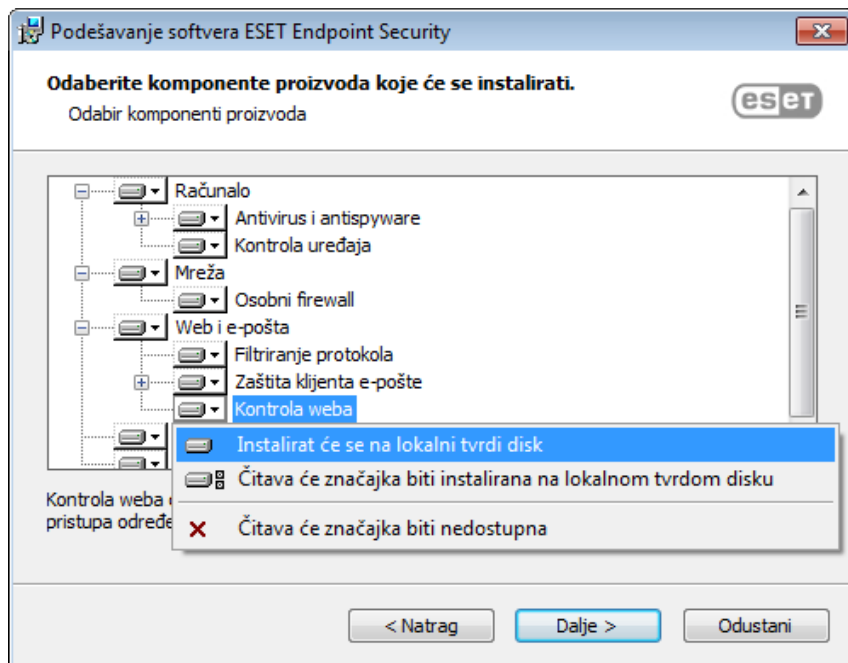 Podešavanje softvera ESET Endpoint Security
Odaberite komponente proizvoda koje će se instalirati.
Odabir komponenti proizvoda
eset
Računalo
Antivirus i antispyware
Kontrola uređaja
Mreža
Osobni firewall
Web i e-pošta
Filtriranje protokola
Zaštita klijenta e-pošte
Kontrola weba
Instalirat će se na lokalni tvrdi disk
Čitava će značajka biti instalirana na lokalnom tvrdom disku
Čitava će značajka biti nedostupna
Kontrola weba
pristupa
< Natrag
Dalje >
Odustani